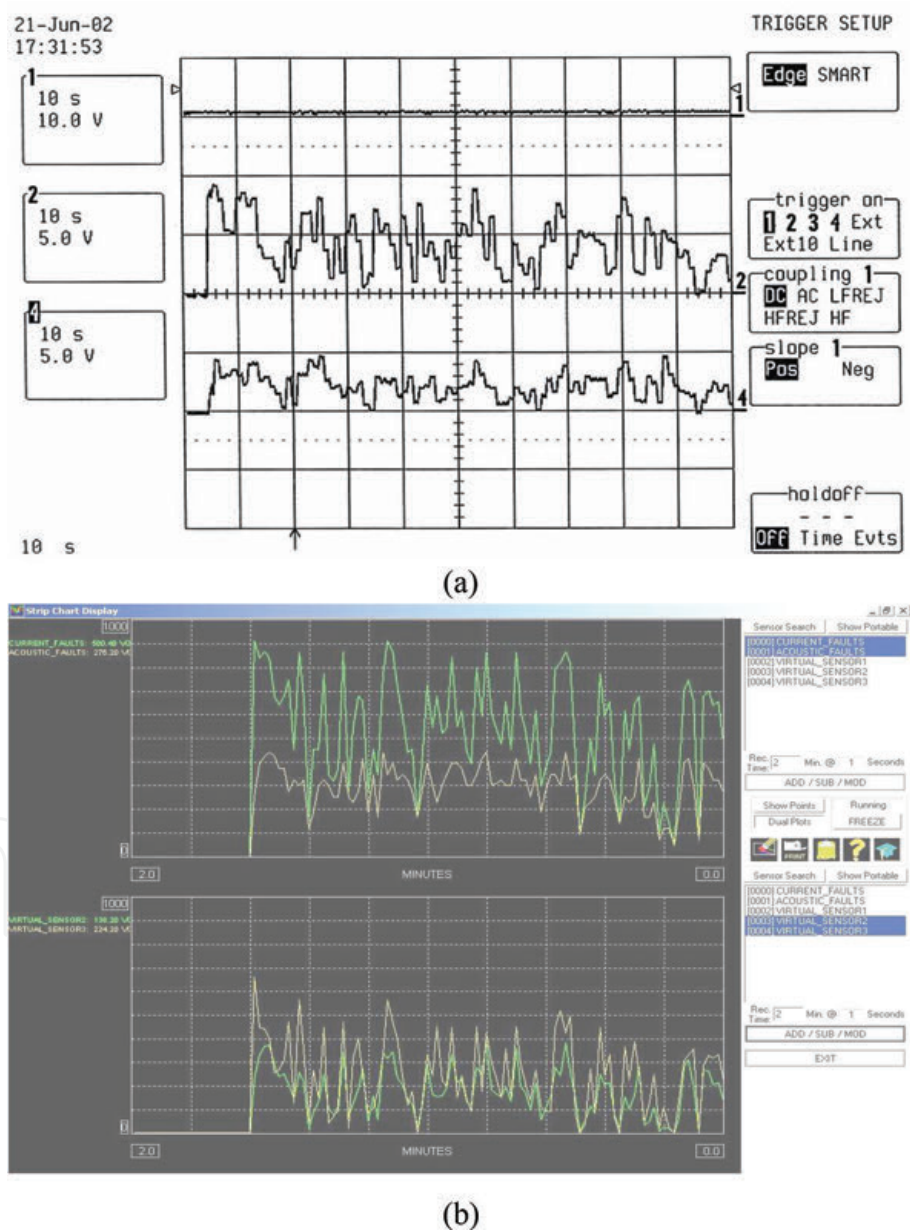 21-Jun-02
17:31:53
TRIGGER SETUP
1
10 s
10.0 V
Edge SMART
1
2
10 s
5.0 V
trigger on
1 2 3 4 Ext
Ext10 Line
2
coupling 1
DC AC LFREJ
HFREJ HF
4
10 s
5.0 V
slope 1
Pos Neg
4
holdoff
- - -
Off Time Evts
10 s
(a)
Strip Chart Display
1000
CURRENT_FAULTS:
ACOUSTIC_FAULTS:
0
2.0
MINUTES
0.0
Sensor Search Show Portable
[0000] CURRENT_FAULTS
[0001] ACOUSTIC_FAULTS
[0002] VIRTUAL_SENSOR1
[0003] VIRTUAL_SENSOR2
[0004] VIRTUAL_SENSOR3
Rec. Time: 2 Min. @ 1 Seconds
ADD / SUB / MOD
Show Points Running
Dual Plots FREEZE
PRINT
?
Sensor Search Show Portable
[0000] CURRENT_FAULTS
[0001] ACOUSTIC_FAULTS
[0002] VIRTUAL_SENSOR1
[0003] VIRTUAL_SENSOR2
[0004] VIRTUAL_SENSOR3
1000
VIRTUAL_SENSOR2:
VIRTUAL_SENSOR3:
0
2.0
MINUTES
0.0
Rec. Time: 2 Min. @ 1 Seconds
ADD / SUB / MOD
EXIT
(b)